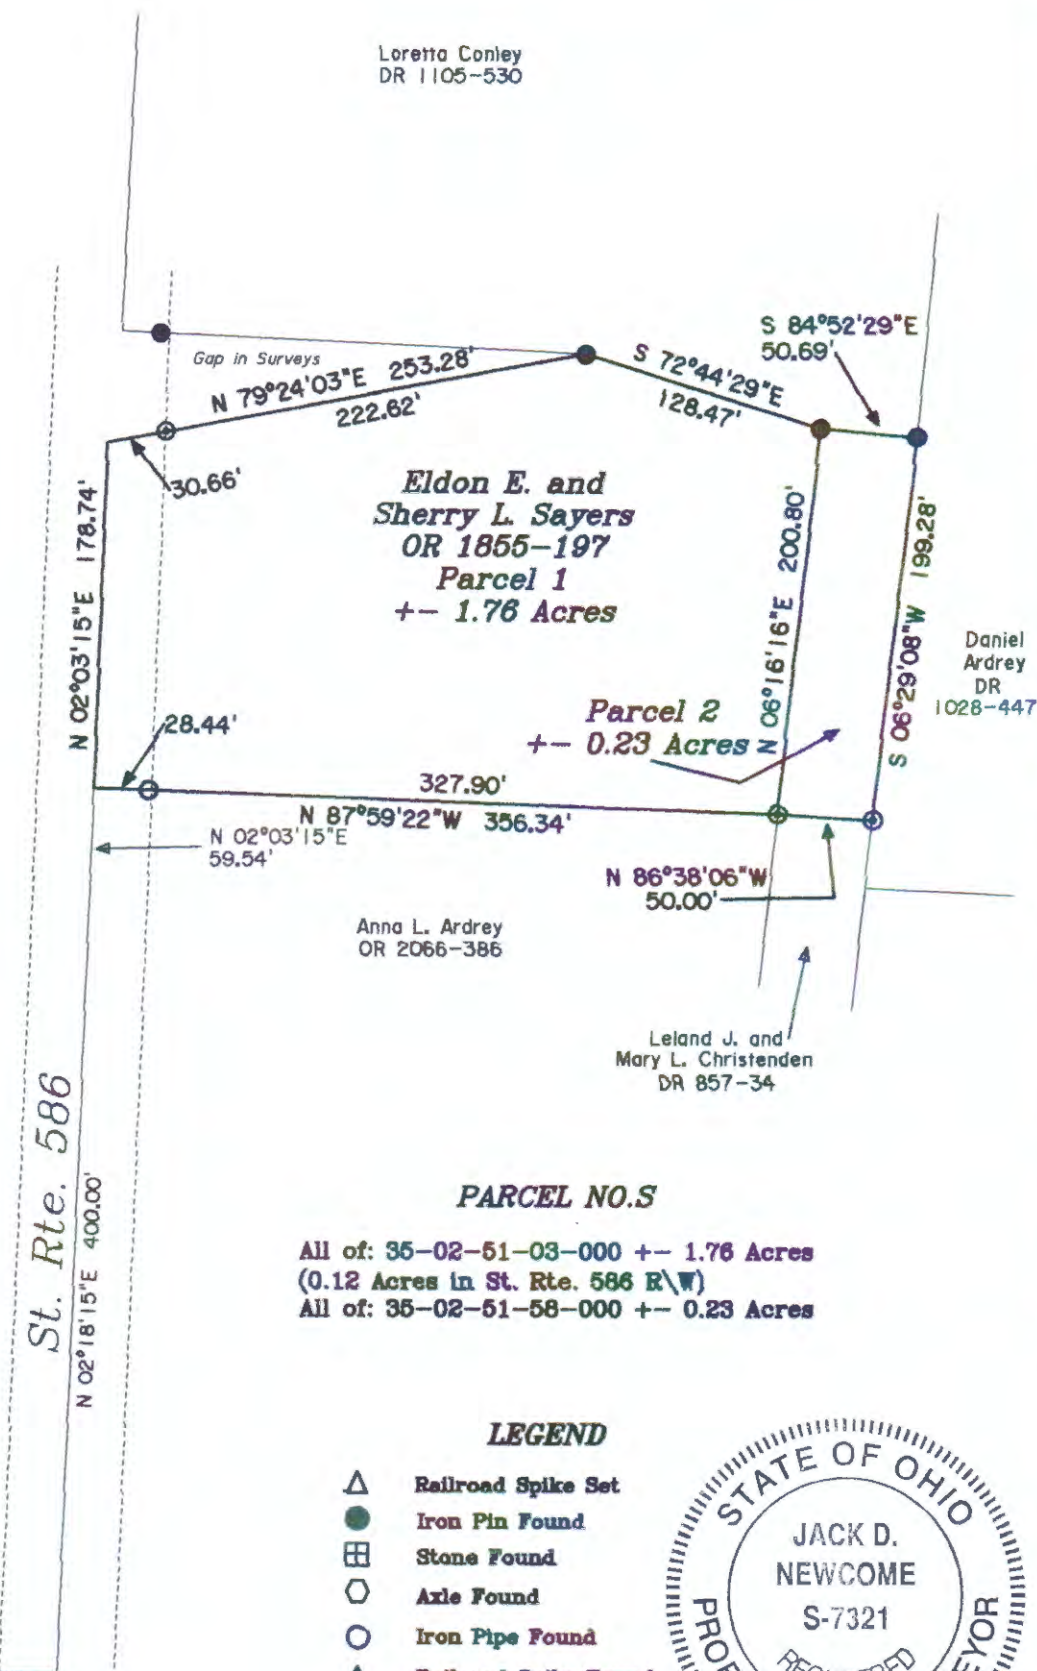 Loretta Conley
DR 1105-530
S 84°52'29"E
50.69'
Gap in Surveys
N 79°24'03"E 253.28'
222.62'
S 72°44'29"E
128.47'
30.66'
N 02°03'15"E 178.74'
Eldon E. and
Sherry L. Sayers
OR 1855-197
Parcel 1
+- 1.76 Acres
N 06°16'16"E 200.80'
S 06°29'08"W 199.28'
Daniel
Ardrey
DR
1028-447
Parcel 2
+- 0.23 Acres
28.44'
327.90'
N 87°59'22"W 356.34'
N 02°03'15"E
59.54'
N 86°38'06"W
50.00'
Anna L. Ardrey
OR 2066-386
Leland J. and
Mary L. Christenden
DR 857-34
St. Rte. 586
N 02°18'15"E 400.00'
PARCEL NO.S
All of: 35-02-51-03-000 +- 1.76 Acres
(0.12 Acres in St. Rte. 586 R\W)
All of: 35-02-51-58-000 +- 0.23 Acres
LEGEND
Railroad Spike Set
Iron Pin Found
Stone Found
Axle Found
Iron Pipe Found
Railroad Spike Found
STATE OF OHIO
JACK D.
NEWCOME
S-7321
REGISTERED